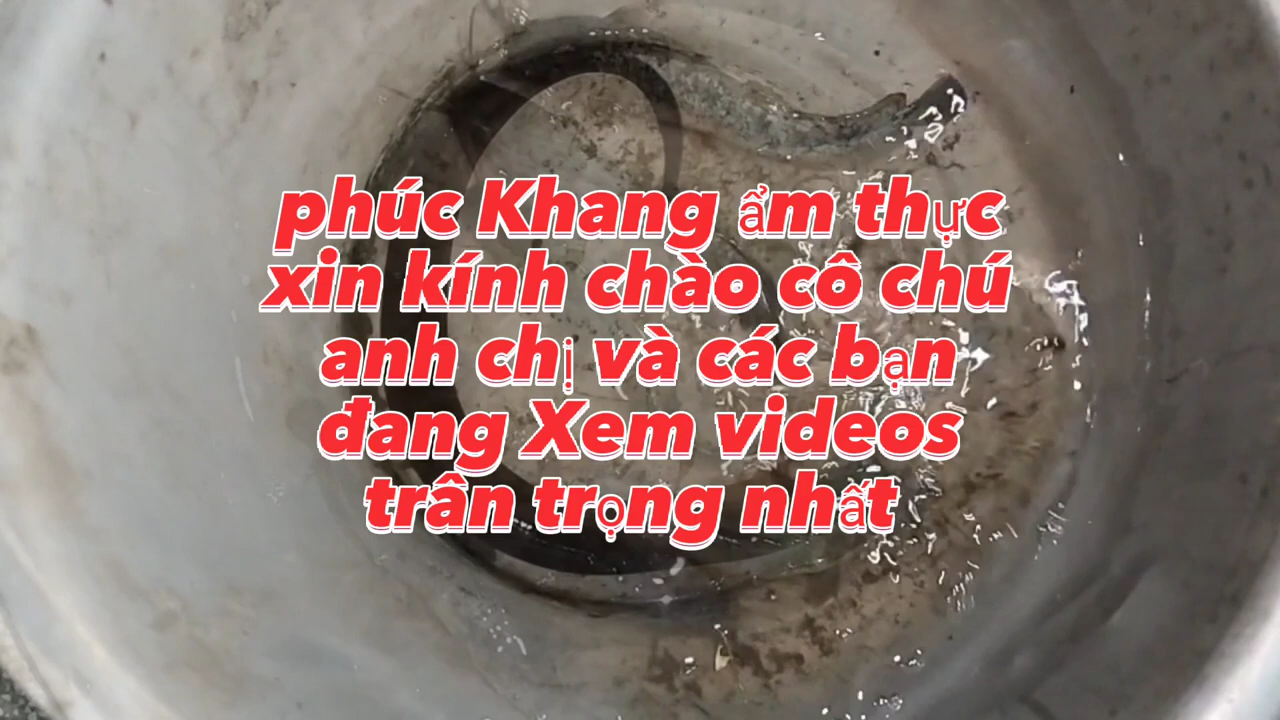 phúc Khang ẩm thực
xin kính chào cô chú
anh chị và các bạn
đang Xem videos
trân trọng nhất